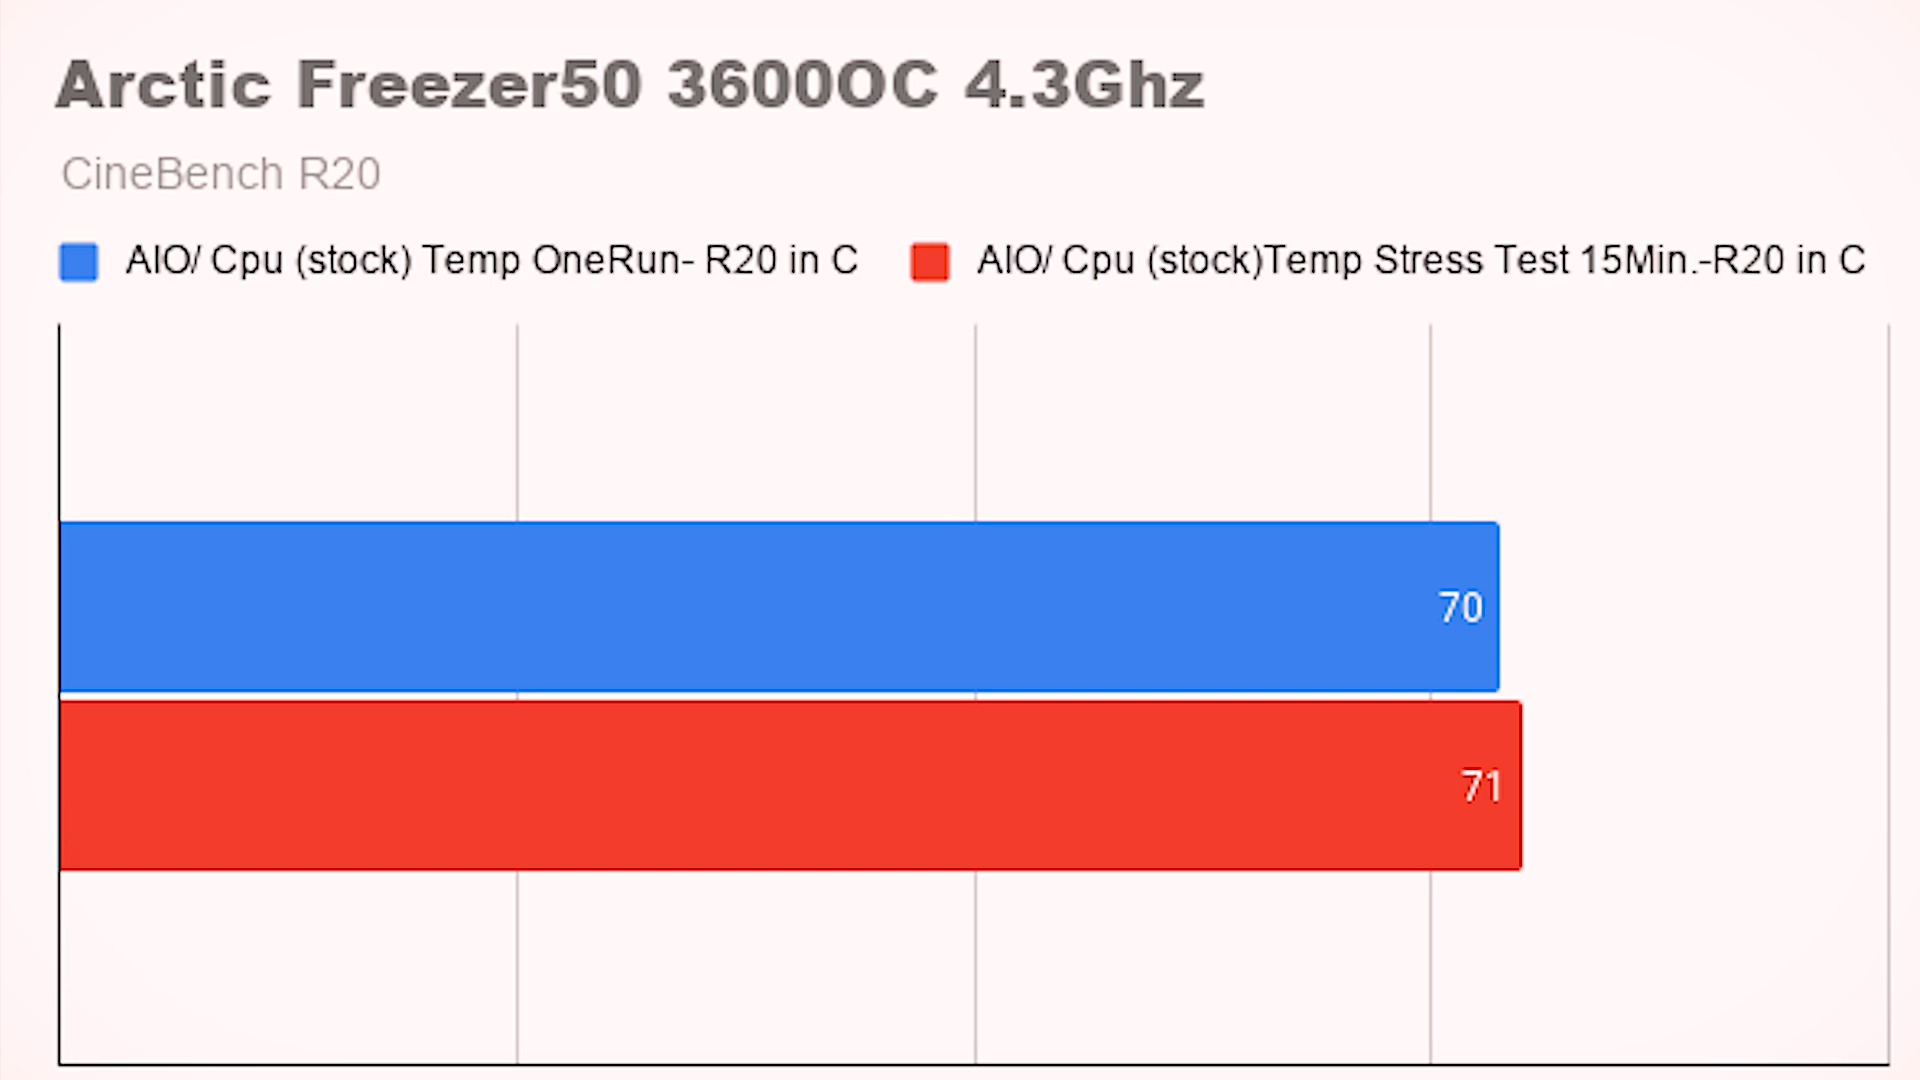 Arctic Freezer50 3600OC 4.3Ghz
CineBench R20
AIO/ Cpu (stock) Temp OneRun- R20 in C AIO/ Cpu (stock)Temp Stress Test 15Min.-R20 in C
70
71